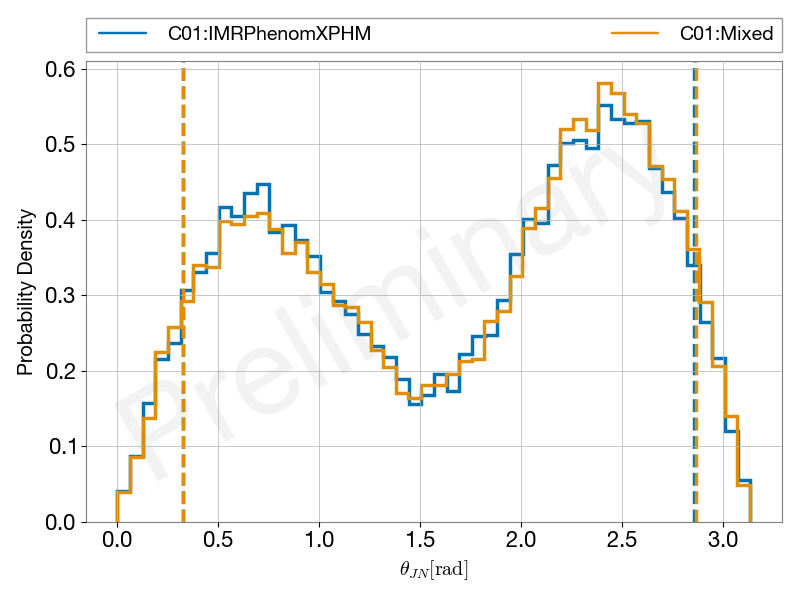 C01:IMRPhenomXPHM C01:Mixed
0.6
0.5
0.4
0.3
0.2
0.1
0.0
Probability Density
Preliminary
0.0 0.5 1.0 1.5 2.0 2.5 3.0
θ_JN[rad]